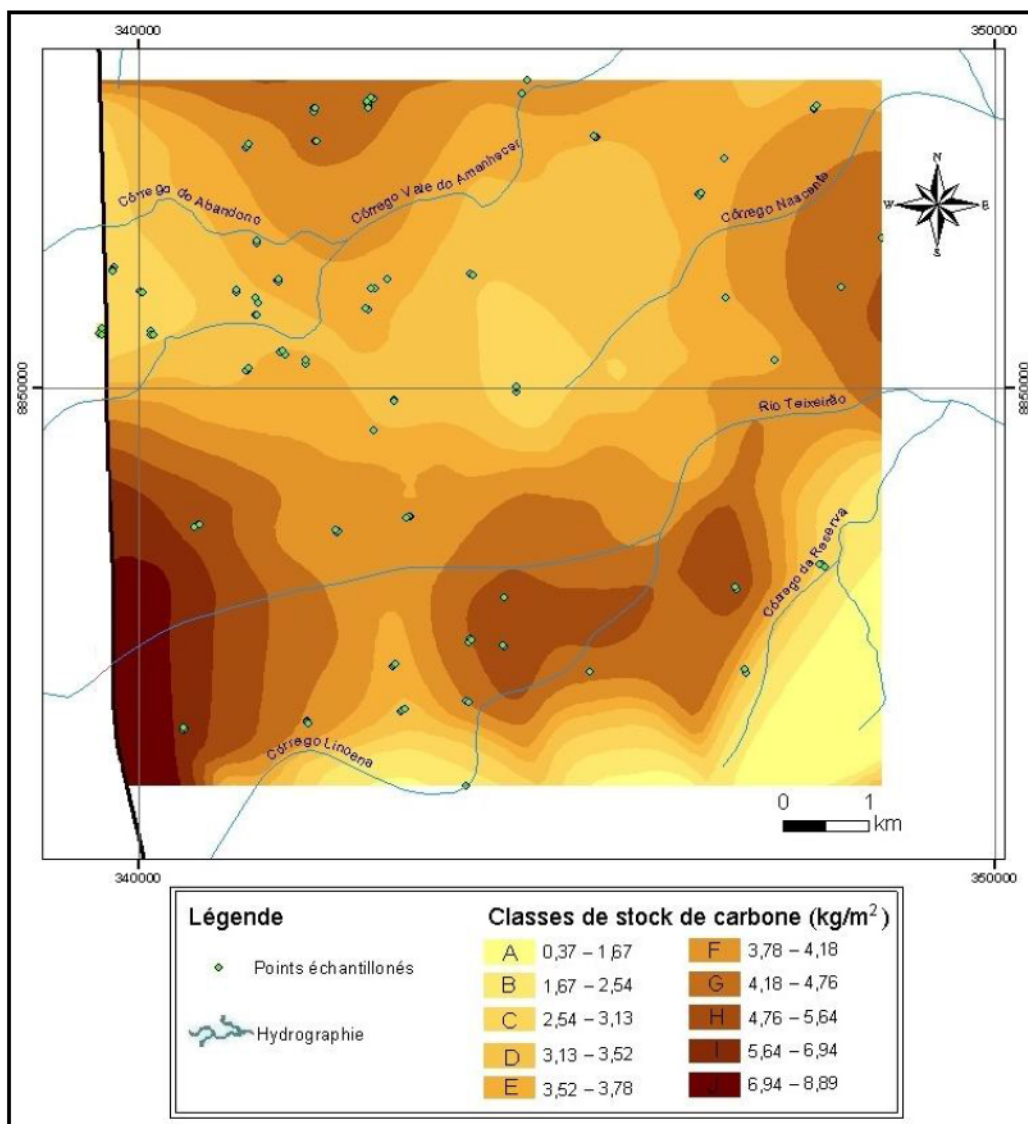 340000
350000
Córrego do Abandono
Córrego Vale do Amanhecer
Córrego Nascente
N
W
E
S
8850000
8850000
Rio Teixeirão
Córrego da Reserva
Córrego Linoena
0 1
km
340000
350000
Légende
Points échantillonés
Hydrographie
Classes de stock de carbone (kg/m²)
A 0,37 – 1,67
B 1,67 – 2,54
C 2,54 – 3,13
D 3,13 – 3,52
E 3,52 – 3,78
F 3,78 – 4,18
G 4,18 – 4,76
H 4,76 – 5,64
I 5,64 – 6,94
J 6,94 – 8,89